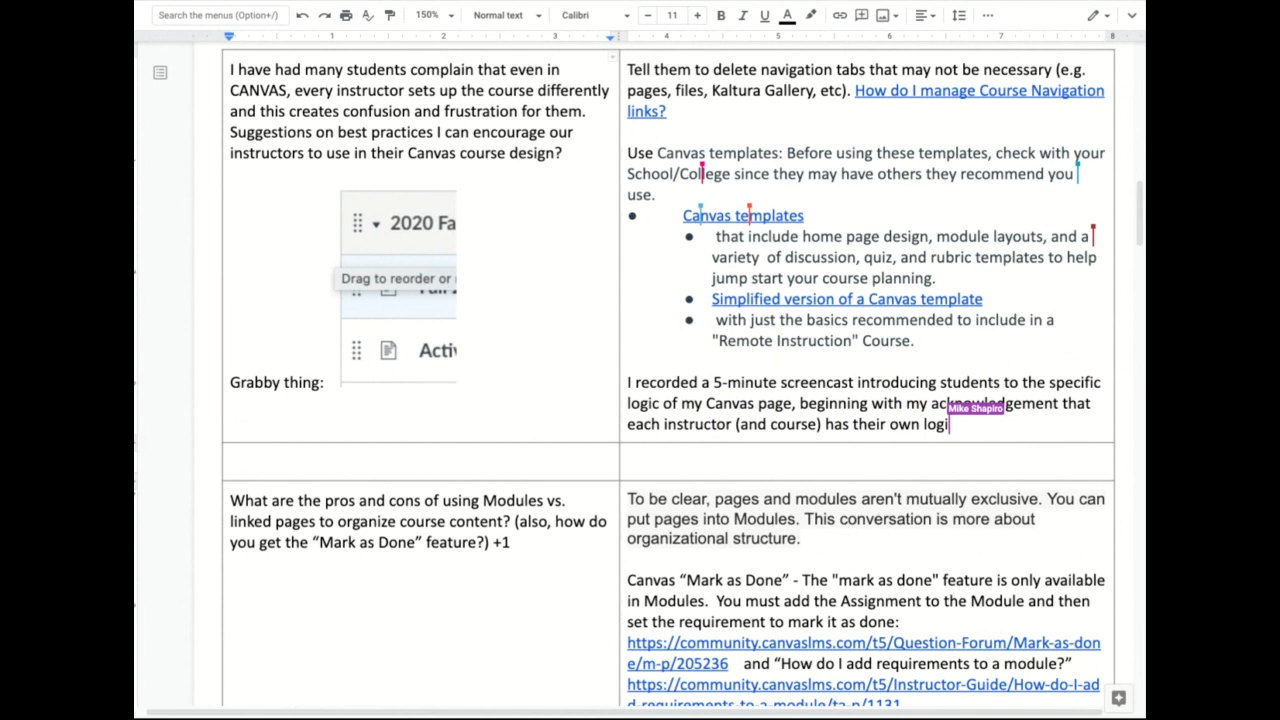 Search the menus (Option+/)
150%
Normal text
Calibri
11
B I U A
1 2 3 4 5 6 7 8
I have had many students complain that even in
CANVAS, every instructor sets up the course differently
and this creates confusion and frustration for them.
Suggestions on best practices I can encourage our
instructors to use in their Canvas course design?
2020 Fa
Drag to reorder or
Activ
Grabby thing:
Tell them to delete navigation tabs that may not be necessary (e.g.
pages, files, Kaltura Gallery, etc). How do I manage Course Navigation
links?
Use Canvas templates: Before using these templates, check with your
School/College since they may have others they recommend you
use.
Canvas templates
that include home page design, module layouts, and a
variety of discussion, quiz, and rubric templates to help
jump start your course planning.
Simplified version of a Canvas template
with just the basics recommended to include in a
"Remote Instruction" Course.
I recorded a 5-minute screencast introducing students to the specific
logic of my Canvas page, beginning with my acknowledgement that
Mike Shapiro
each instructor (and course) has their own logi
What are the pros and cons of using Modules vs.
linked pages to organize course content? (also, how do
you get the “Mark as Done” feature?) +1
To be clear, pages and modules aren't mutually exclusive. You can
put pages into Modules. This conversation is more about
organizational structure.
Canvas “Mark as Done” - The "mark as done" feature is only available
in Modules. You must add the Assignment to the Module and then
set the requirement to mark it as done:
https://community.canvaslms.com/t5/Question-Forum/Mark-as-don
e/m-p/205236 and “How do I add requirements to a module?”
https://community.canvaslms.com/t5/Instructor-Guide/How-do-I-ad
d-requirements-to-a-module/ta-p/1131